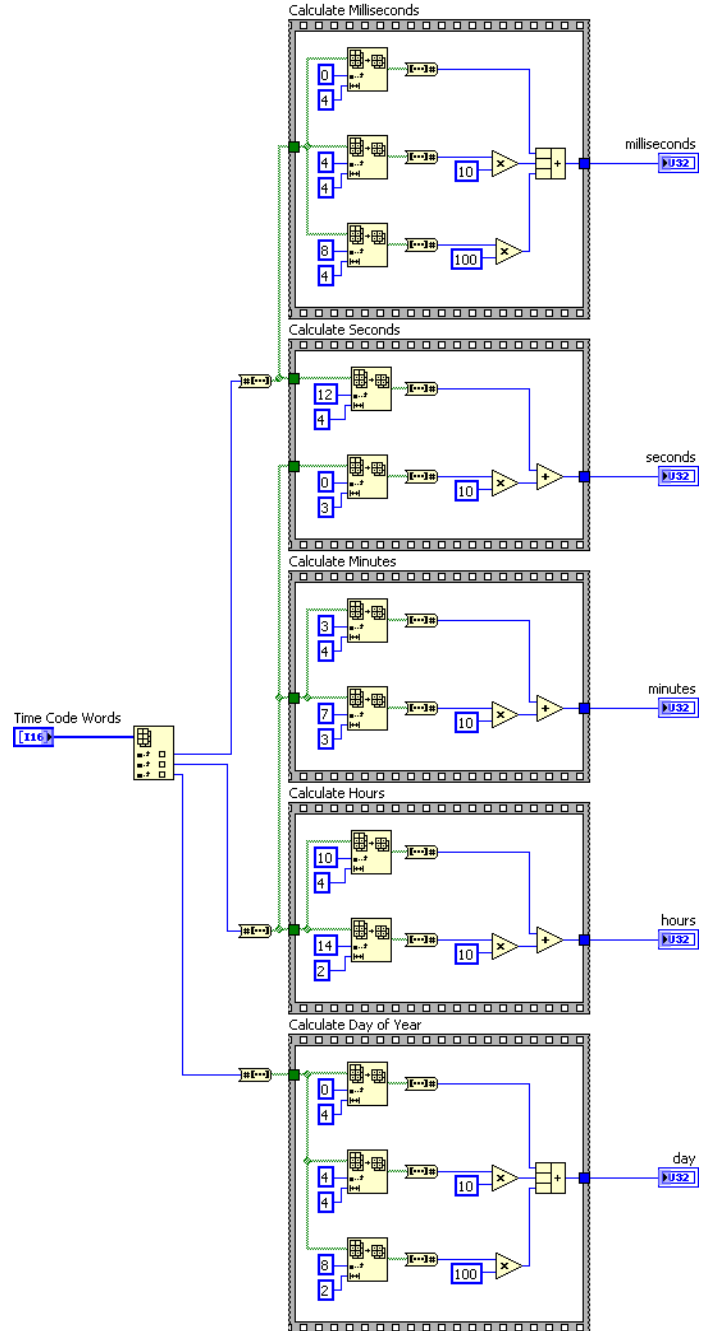 Calculate Milliseconds
0
4
milliseconds
4
10
U32
4
8
100
4
Calculate Seconds
12
4
seconds
0
10
U32
3
Calculate Minutes
3
4
minutes
7
10
U32
3
Time Code Words
[I16]
Calculate Hours
10
4
hours
14
10
U32
2
Calculate Day of Year
0
4
day
4
10
U32
4
8
100
2